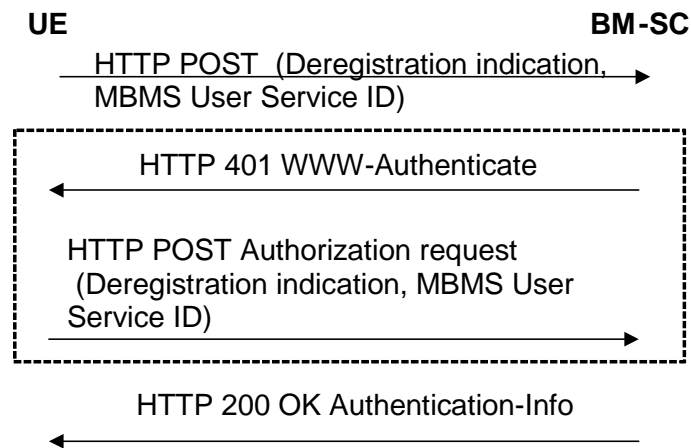 UE BM-SC
HTTP POST (Deregistration indication,
MBMS User Service ID)
HTTP 401 WWW-Authenticate
HTTP POST Authorization request
(Deregistration indication, MBMS User
Service ID)
HTTP 200 OK Authentication-Info